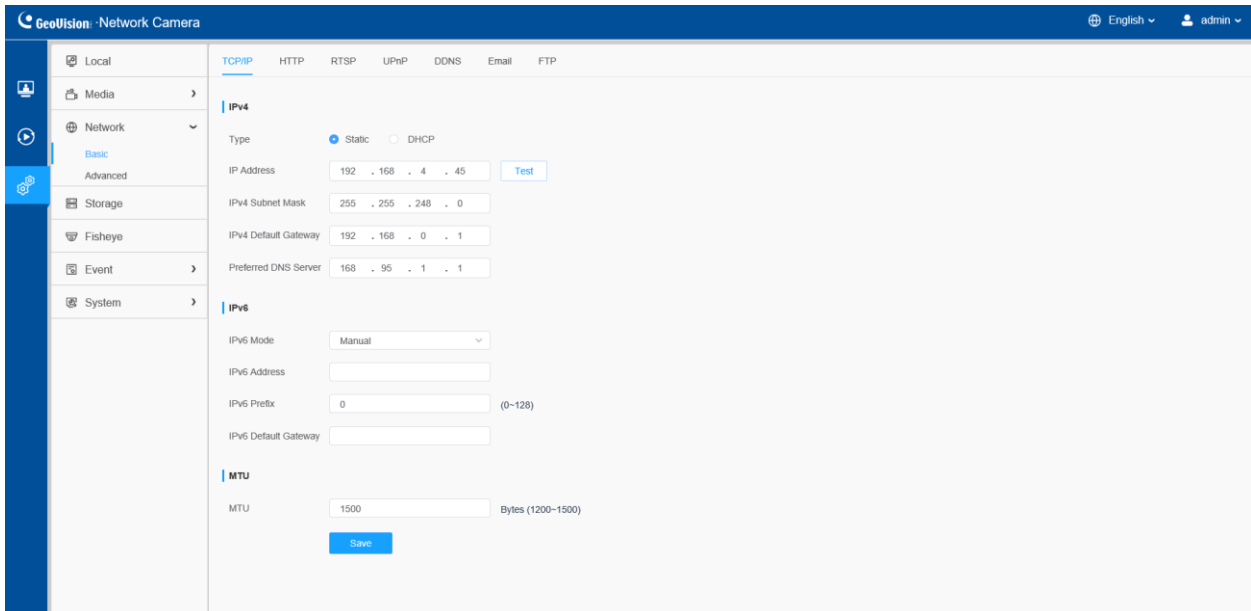 GeoVision Network Camera
English
admin
Local
Media
Network
Basic
Advanced
Storage
Fisheye
Event
System
TCP/IP HTTP RTSP UPnP DDNS Email FTP
IPv4
Type Static DHCP
IP Address 192 . 168 . 4 . 45 Test
IPv4 Subnet Mask 255 . 255 . 248 . 0
IPv4 Default Gateway 192 . 168 . 0 . 1
Preferred DNS Server 168 . 95 . 1 . 1
IPv6
IPv6 Mode Manual
IPv6 Address
IPv6 Prefix 0 (0~128)
IPv6 Default Gateway
MTU
MTU 1500 Bytes (1200~1500)
Save